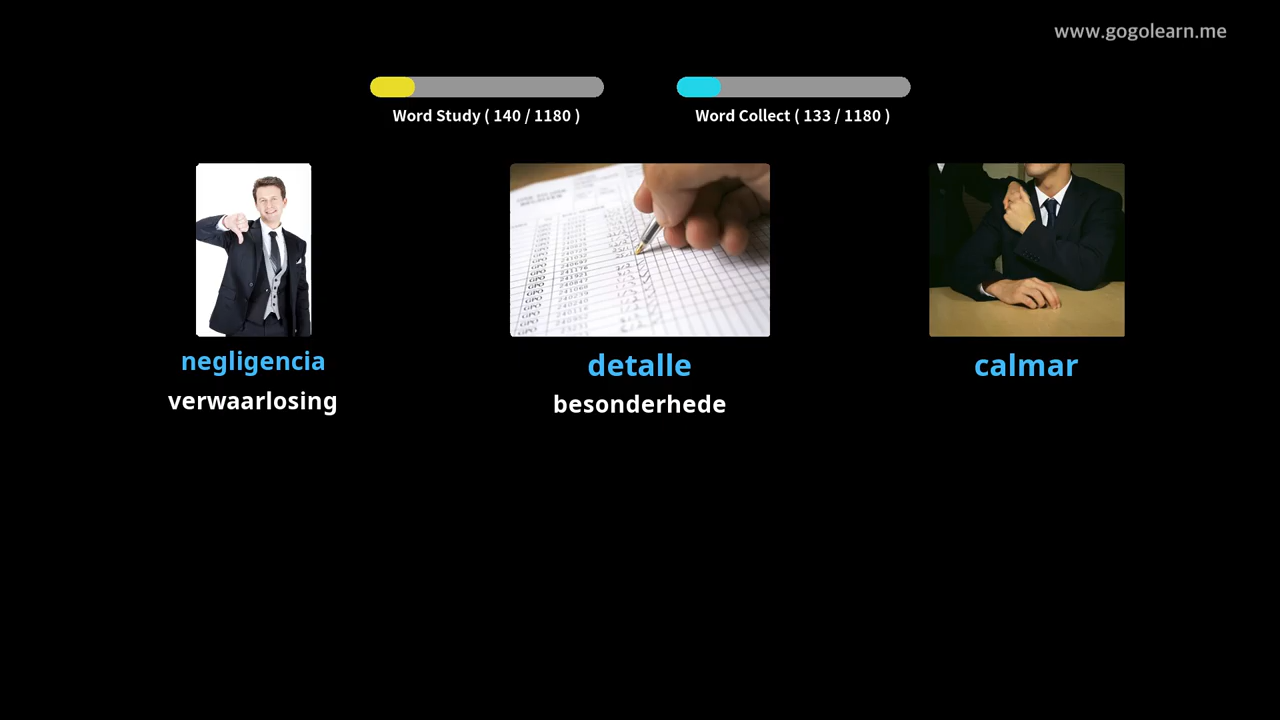 www.gogolearn.me
Word Study ( 140 / 1180 )
Word Collect ( 133 / 1180 )
negligencia
verwaarlosing
detalle
besonderhede
calmar